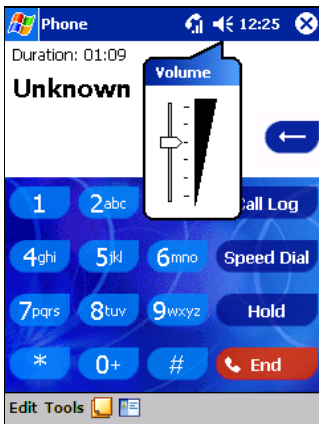 Phone 12:25
Duration: 01:09
Volume
Unknown
1 2abc
all Log
4ghi 5jkl 6mno Speed Dial
7pqrs 8tuv 9wxyz Hold
* 0+ # End
Edit Tools